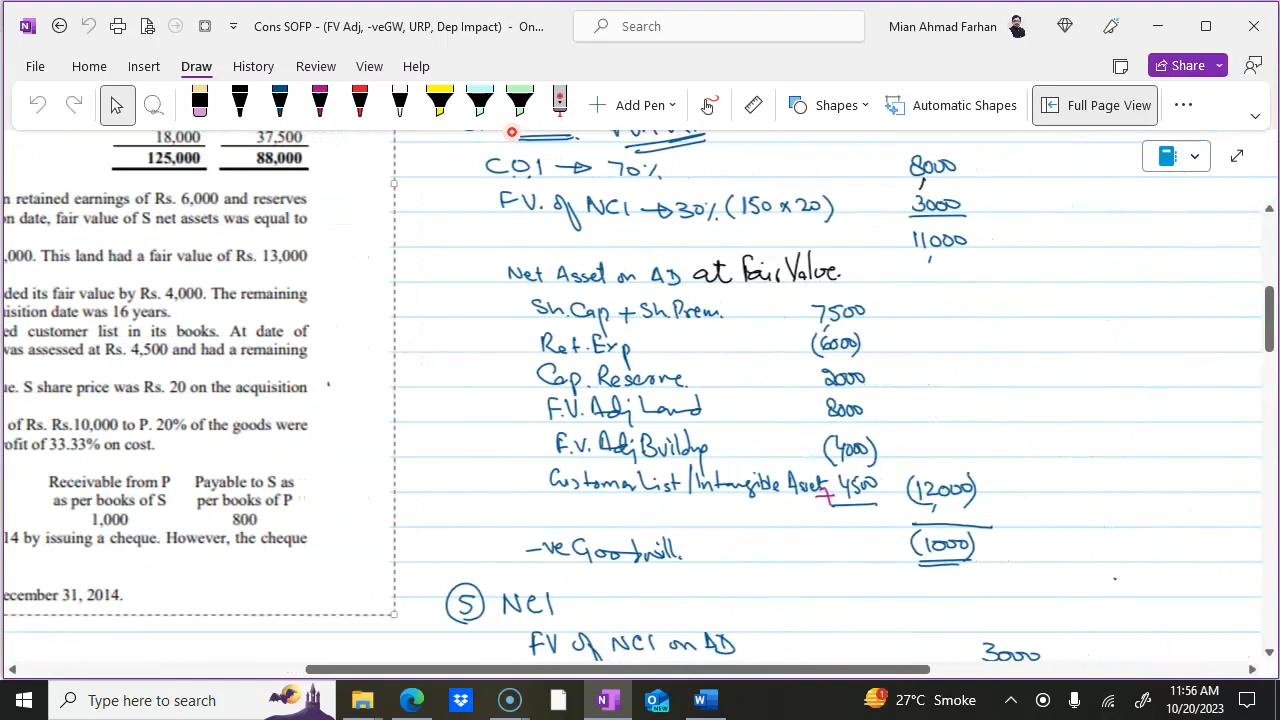 Cons SOFP - (FV Adj, -veGW, URP, Dep Impact) - On...
Search
Mian Ahmad Farhan
File Home Insert Draw History Review View Help
Share
Add Pen
Shapes
Automatic Shapes
Full Page View
18,000 37,500
125,000 88,000
n retained earnings of Rs. 6,000 and reserves
on date, fair value of S net assets was equal to
,000. This land had a fair value of Rs. 13,000
ded its fair value by Rs. 4,000. The remaining
uisition date was 16 years.
ed customer list in its books. At date of
was assessed at Rs. 4,500 and had a remaining
ue. S share price was Rs. 20 on the acquisition
of Rs. Rs.10,000 to P. 20% of the goods were
rofit of 33.33% on cost.
Receivable from P Payable to S as
as per books of S per books of P
1,000 800
14 by issuing a cheque. However, the cheque
ecember 31, 2014.
COI → 70% 8000
FV. of NCI → 30% (150 x 20) 3000
11000
Net Asset on AD at Fair Value.
Sh.Cap + Sh.Prem. 7500
Ret. Exp (6000)
Cap. Reserve. 2000
F.V. Adj Land 8000
F.V. Adj Building (4000)
Customer List / Intangible Asset + 4500 (12000)
-ve Goodwill. (1000)
5 NCI
FV of NCI on AD 3000
27°C Smoke
Type here to search
11:56 AM
10/20/2023